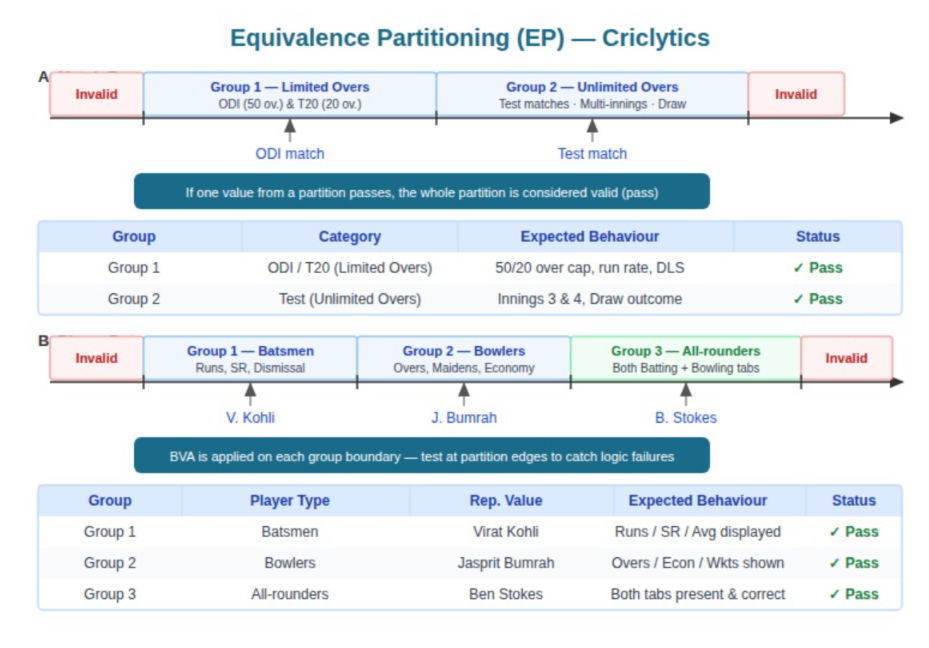 Equivalence Partitioning (EP) — Criclytics
A
Invalid
Group 1 — Limited Overs
ODI (50 ov.) & T20 (20 ov.)
Group 2 — Unlimited Overs
Test matches · Multi-innings · Draw
Invalid
ODI match
Test match
If one value from a partition passes, the whole partition is considered valid (pass)
Group Category Expected Behaviour Status
Group 1 ODI / T20 (Limited Overs) 50/20 over cap, run rate, DLS ✓ Pass
Group 2 Test (Unlimited Overs) Innings 3 & 4, Draw outcome ✓ Pass
B
Invalid
Group 1 — Batsmen
Runs, SR, Dismissal
Group 2 — Bowlers
Overs, Maidens, Economy
Group 3 — All-rounders
Both Batting + Bowling tabs
Invalid
V. Kohli
J. Bumrah
B. Stokes
BVA is applied on each group boundary — test at partition edges to catch logic failures
Group Player Type Rep. Value Expected Behaviour Status
Group 1 Batsmen Virat Kohli Runs / SR / Avg displayed ✓ Pass
Group 2 Bowlers Jasprit Bumrah Overs / Econ / Wkts shown ✓ Pass
Group 3 All-rounders Ben Stokes Both tabs present & correct ✓ Pass